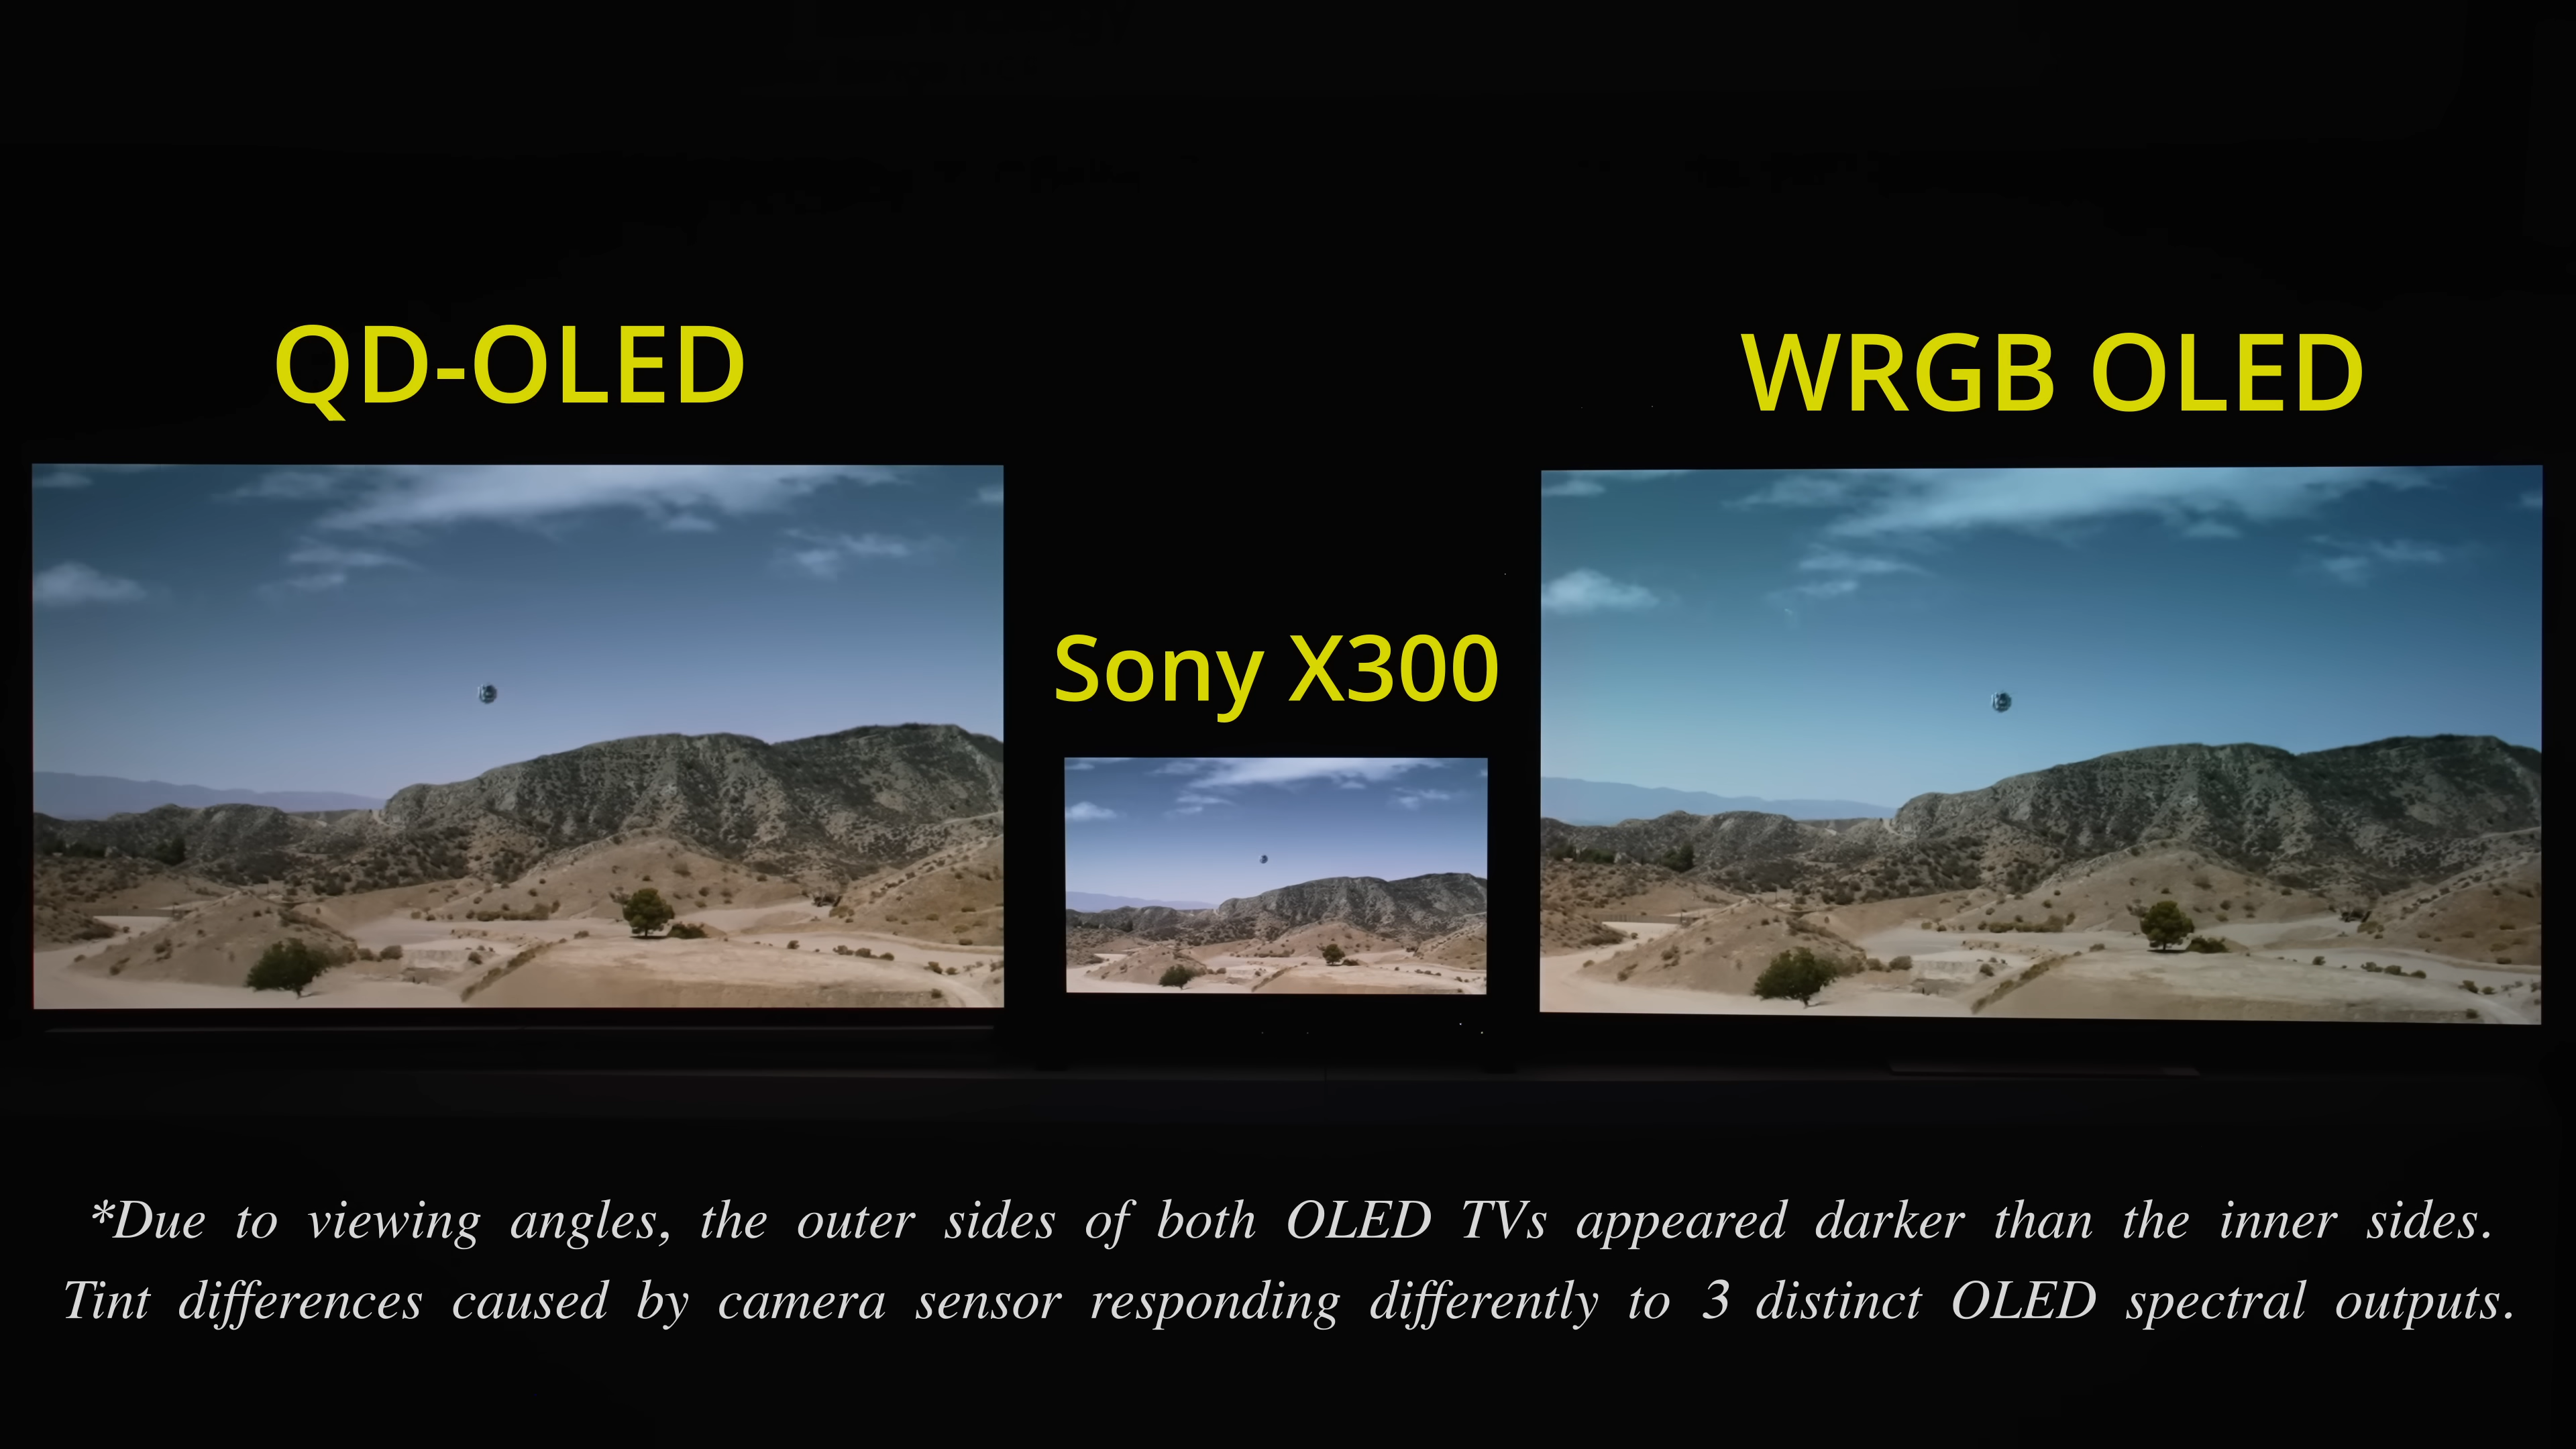 QD-OLED
WRGB OLED
Sony X300
*Due to viewing angles, the outer sides of both OLED TVs appeared darker than the inner sides.
Tint differences caused by camera sensor responding differently to 3 distinct OLED spectral outputs.